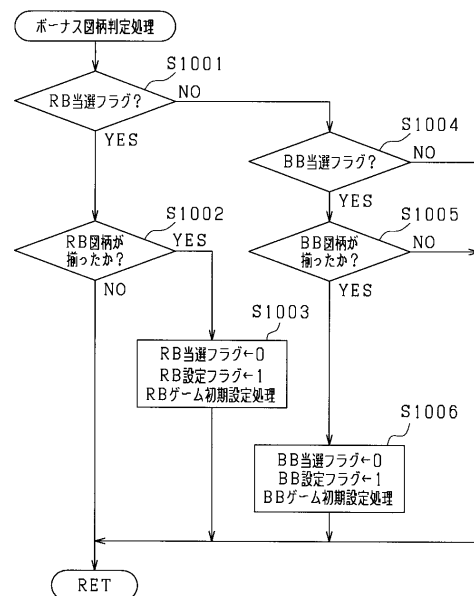 ボーナス図柄判定処理
S1001
RB当選フラグ?
NO
YES
S1004
BB当選フラグ?
NO
YES
S1002
RB図柄が
揃ったか?
YES
NO
S1005
BB図柄が
揃ったか?
NO
YES
S1003
RB当選フラグ←0
RB設定フラグ←1
RBゲーム初期設定処理
S1006
BB当選フラグ←0
BB設定フラグ←1
BBゲーム初期設定処理
RET